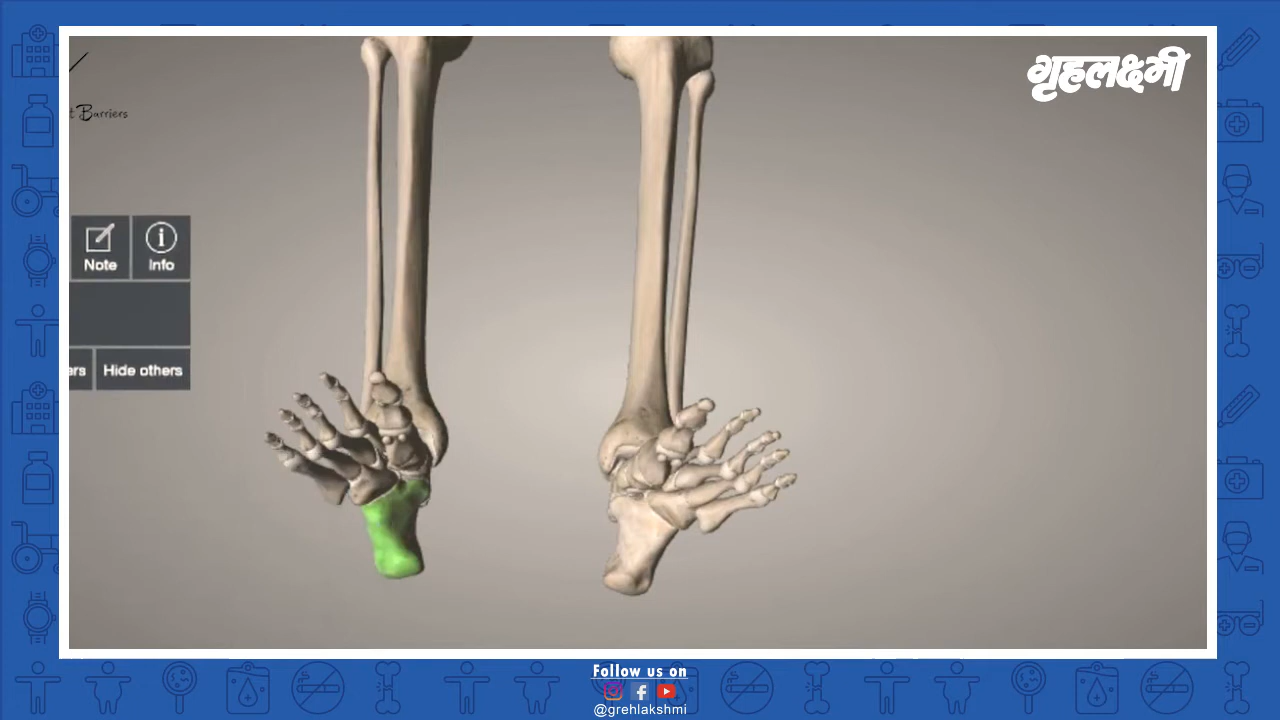 गृहलक्ष्मी
t Barriers
Note
Info
ers
Hide others
Follow us on
@grehlakshmi